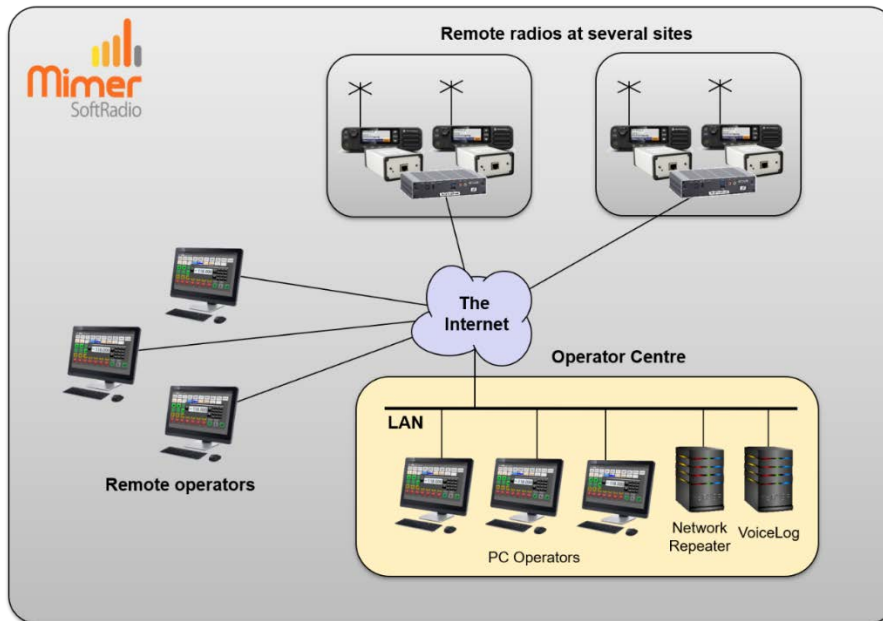 Mimer
SoftRadio
Remote radios at several sites
The
Internet
Operator Centre
LAN
Remote operators
PC Operators
Network
Repeater
VoiceLog